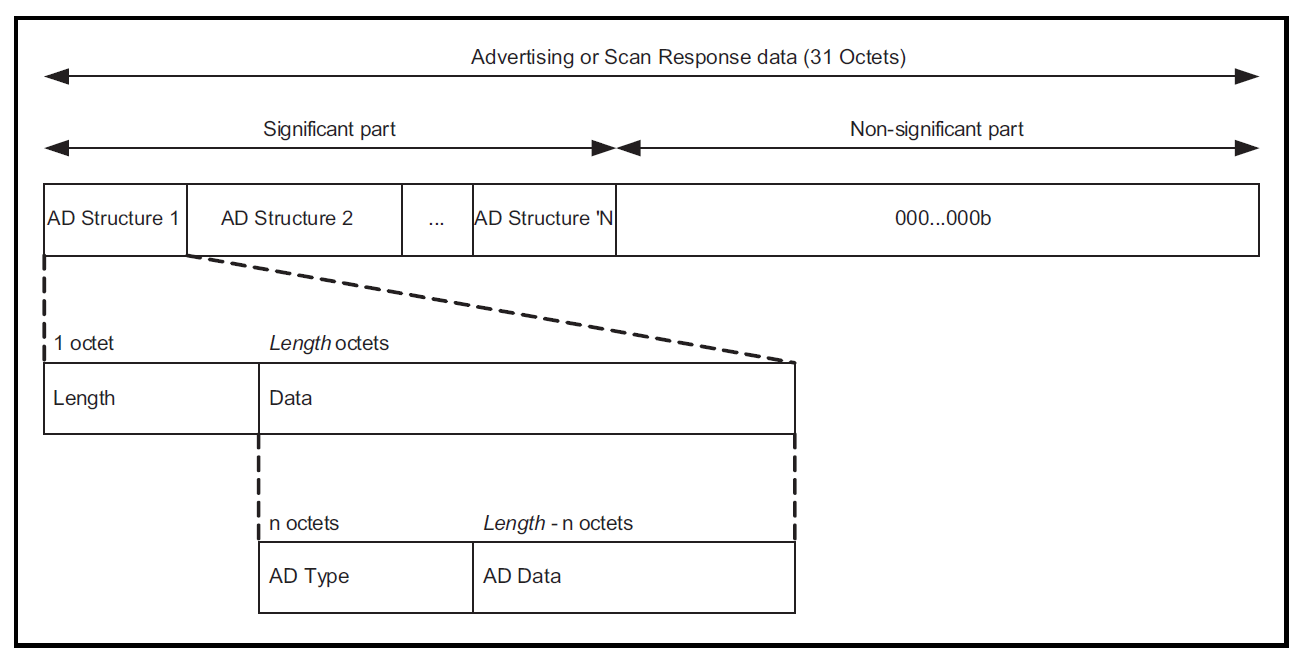 Advertising or Scan Response data (31 Octets)
Significant part
Non-significant part
AD Structure 1
AD Structure 2
...
AD Structure 'N
000...000b
1 octet
Length octets
Length
Data
n octets
Length - n octets
AD Type
AD Data